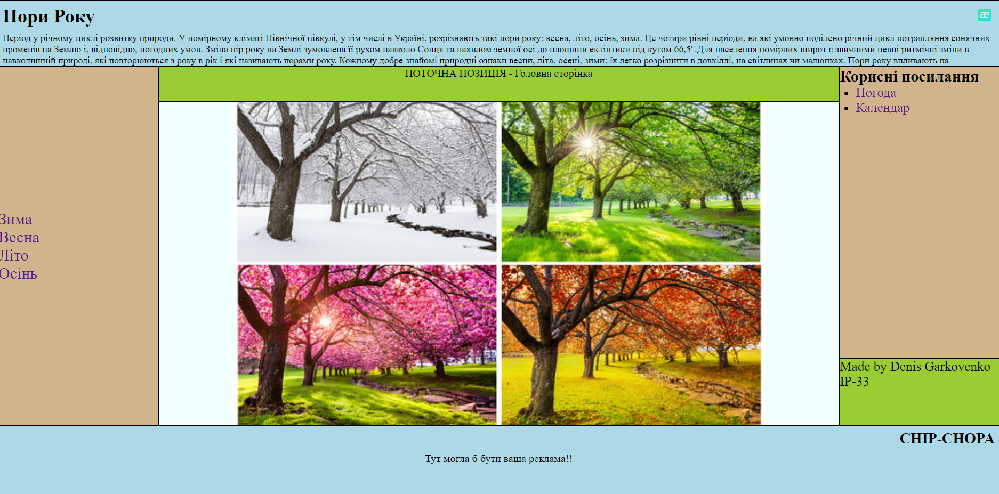 Пори Року
æ
Період у річному циклі розвитку природи. У помірному кліматі Північної півкулі, у тім числі в Україні, розрізняють такі пори року: весна, літо, осінь, зима. Це чотири рівні періоди, на які умовно поділено річний цикл потрапляння сонячних
променів на Землю і, відповідно, погодних умов. Зміна пір року на Землі зумовлена її рухом навколо Сонця та нахилом земної осі до площини екліптики під кутом 66,5°.Для населення помірних широт є звичними певні ритмічні зміни в
навколишній природі, які повторюються з року в рік і які називають порами року. Кожному добре знайомі природні ознаки весни, літа, осені, зими; їх легко розрізнити в довкіллі, на світлинах чи малюнках. Пори року впливають на
Зима
Весна
Літо
Осінь
ПОТОЧНА ПОЗИЦІЯ - Головна сторінка
Корисні посилання
Погода
Календар
Made by Denis Garkovenko
IP-33
CHIP-CHOPA
Тут могла б бути ваша реклама!!